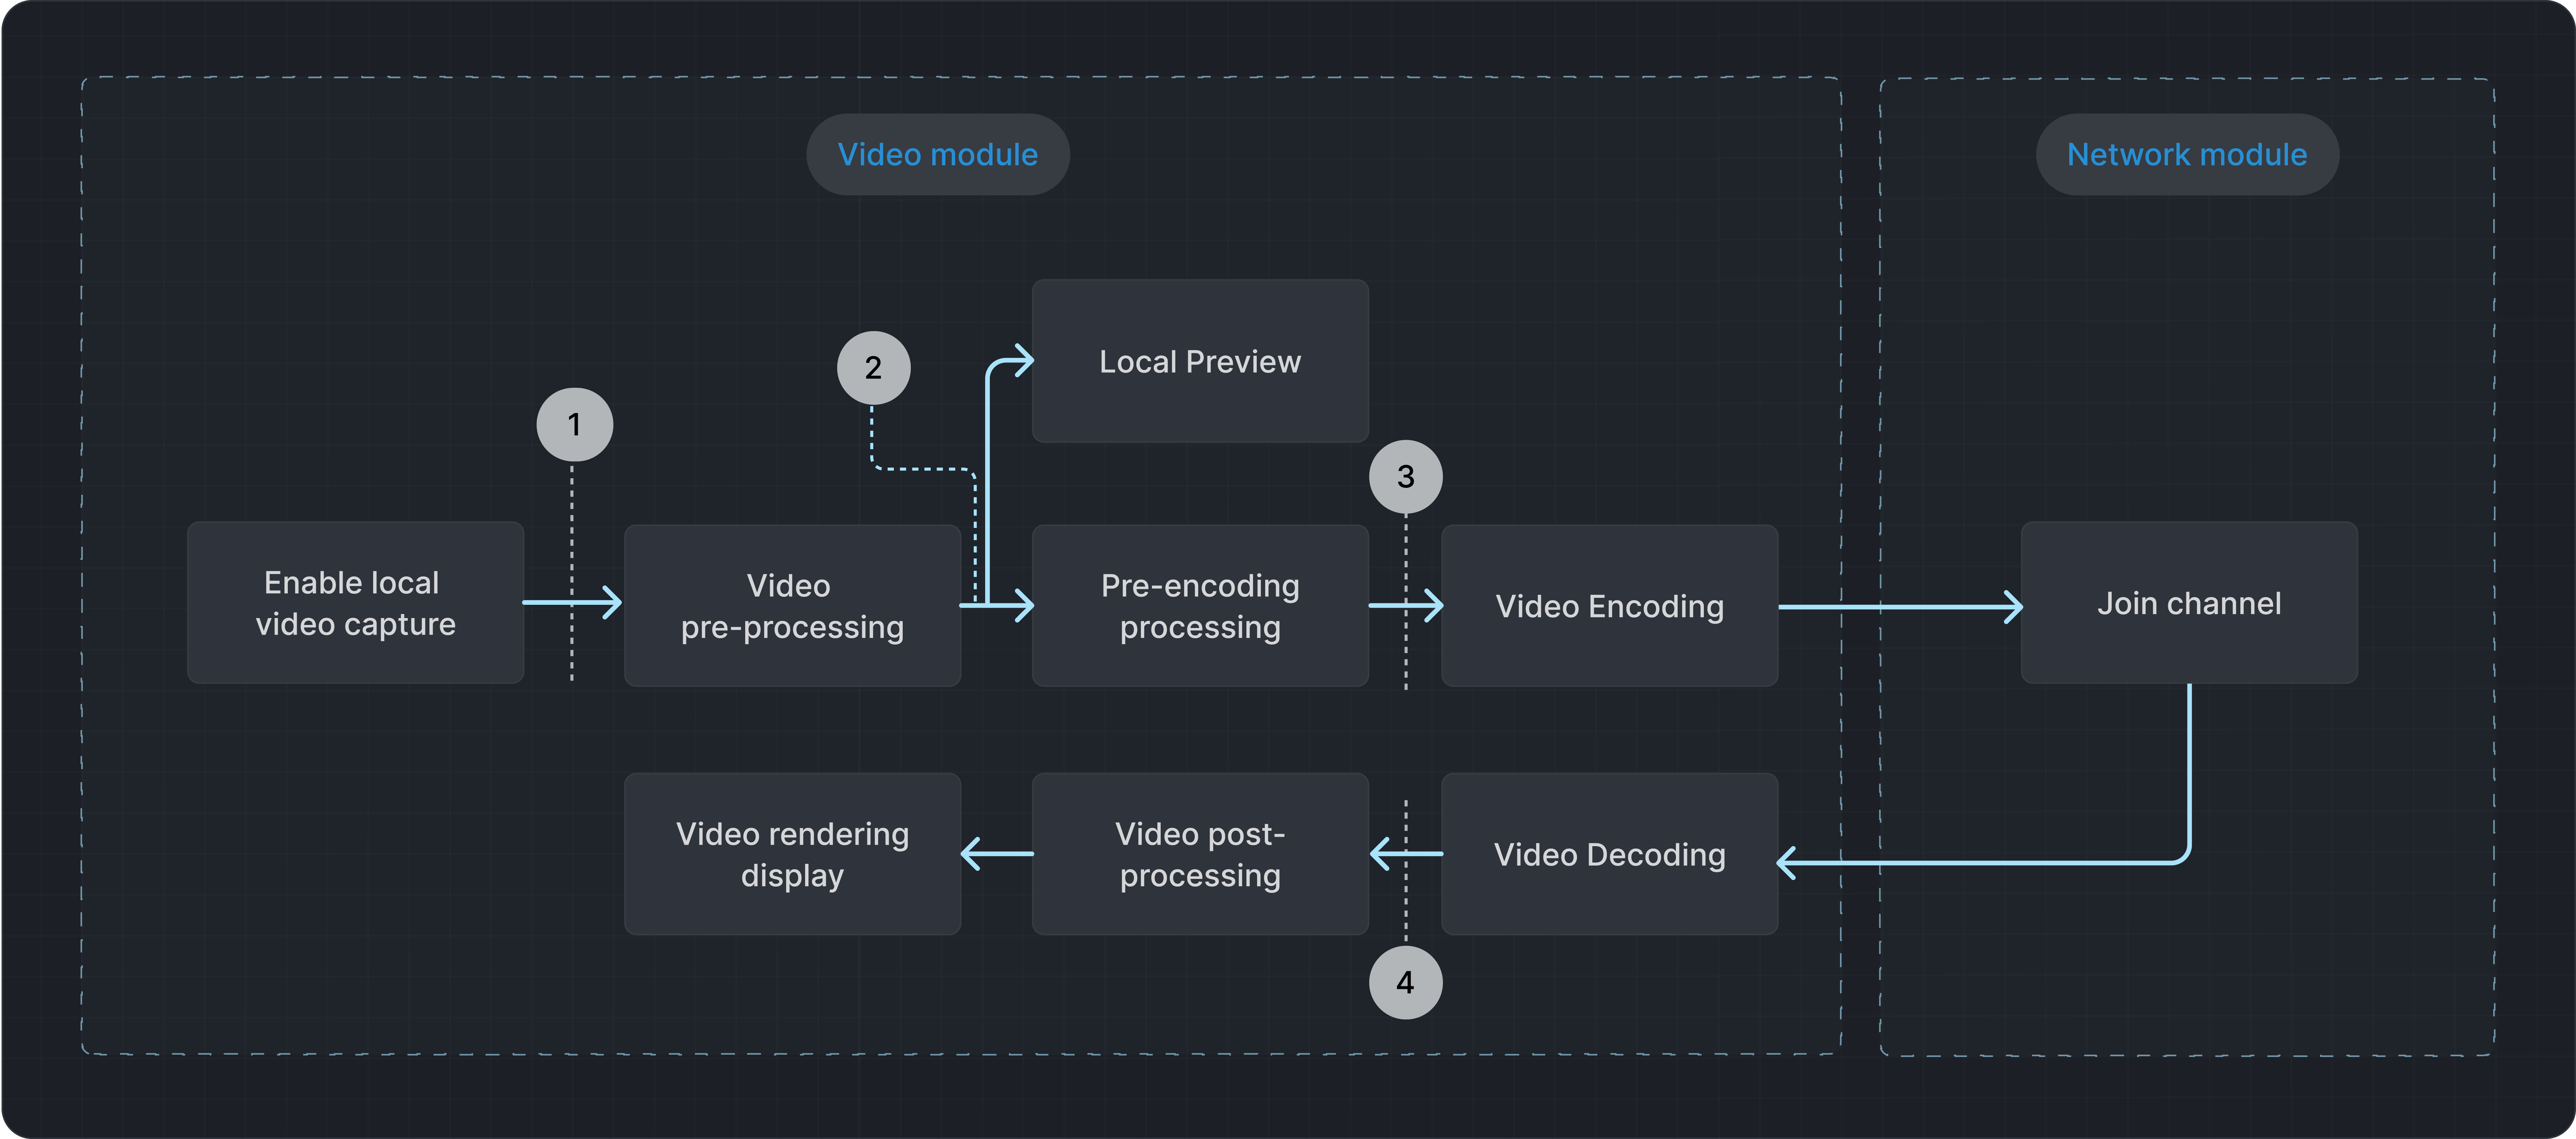 Video module
Network module
Local Preview
2
1
3
Enable local
video capture
Video
pre-processing
Pre-encoding
processing
Video Encoding
Join channel
Video rendering
display
Video post-
processing
Video Decoding
4